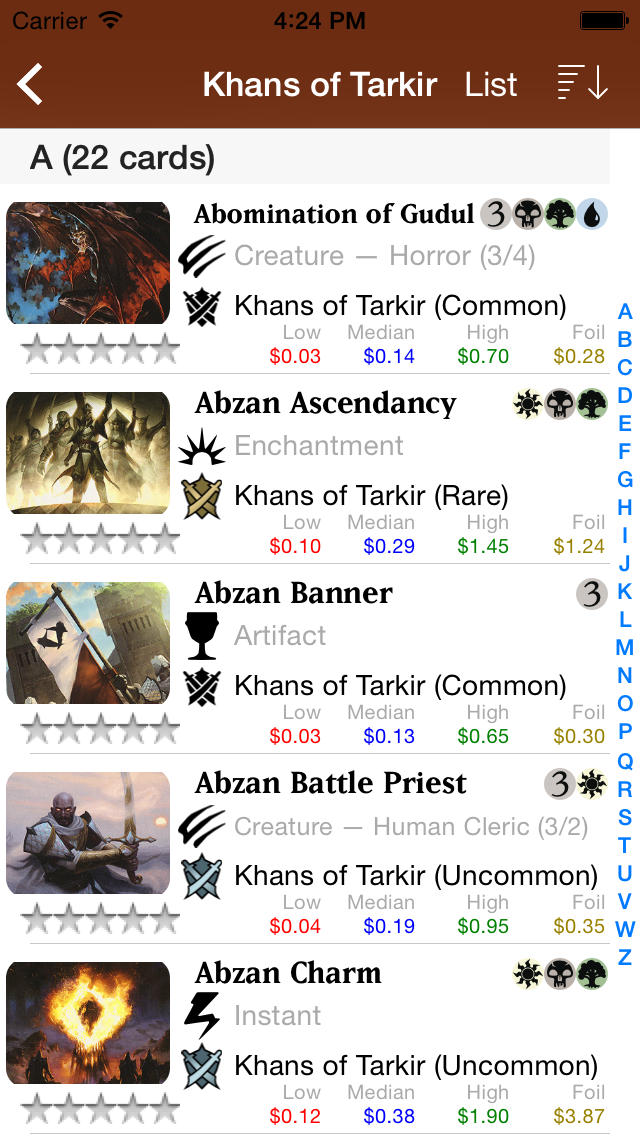 Carrier 4:24 PM
Khans of Tarkir List
A (22 cards)
Abomination of Gudul 3
Creature — Horror (3/4)
Khans of Tarkir (Common)
Low Median High Foil
$0.03 $0.14 $0.70 $0.28
Abzan Ascendancy
Enchantment
Khans of Tarkir (Rare)
Low Median High Foil
$0.10 $0.29 $1.45 $1.24
Abzan Banner 3
Artifact
Khans of Tarkir (Common)
Low Median High Foil
$0.03 $0.13 $0.65 $0.30
Abzan Battle Priest 3
Creature — Human Cleric (3/2)
Khans of Tarkir (Uncommon)
Low Median High Foil
$0.04 $0.19 $0.95 $0.35
Abzan Charm
Instant
Khans of Tarkir (Uncommon)
Low Median High Foil
$0.12 $0.38 $1.90 $3.87
A
B
C
D
E
F
G
H
I
J
K
L
M
N
O
P
Q
R
S
T
U
V
W
Z